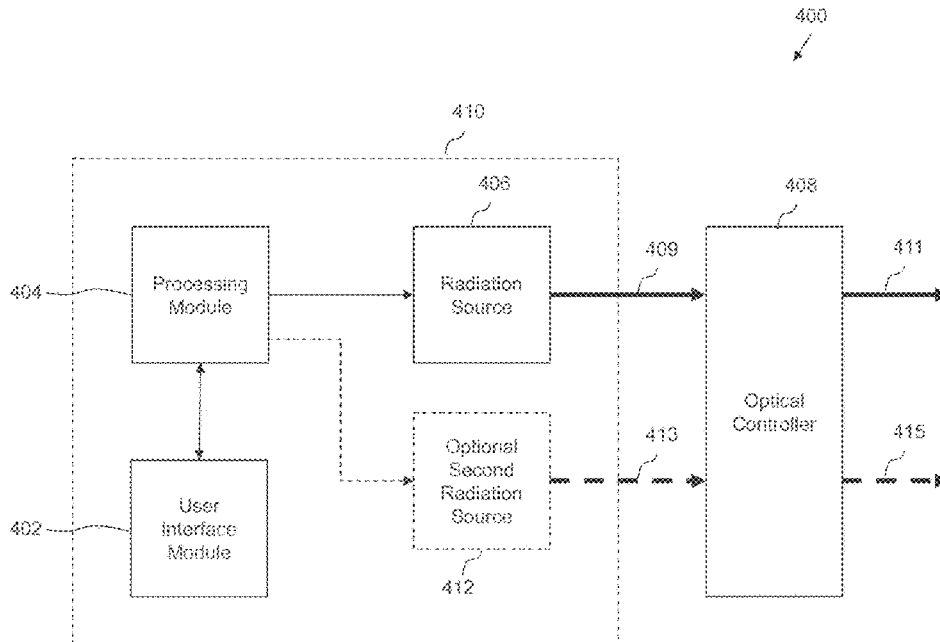 400
410
406
408
404
Processing
Module
Radiation
Source
409
411
Optical
Controller
402
User
Interface
Module
Optional
Second
Radiation
Source
413
415
412